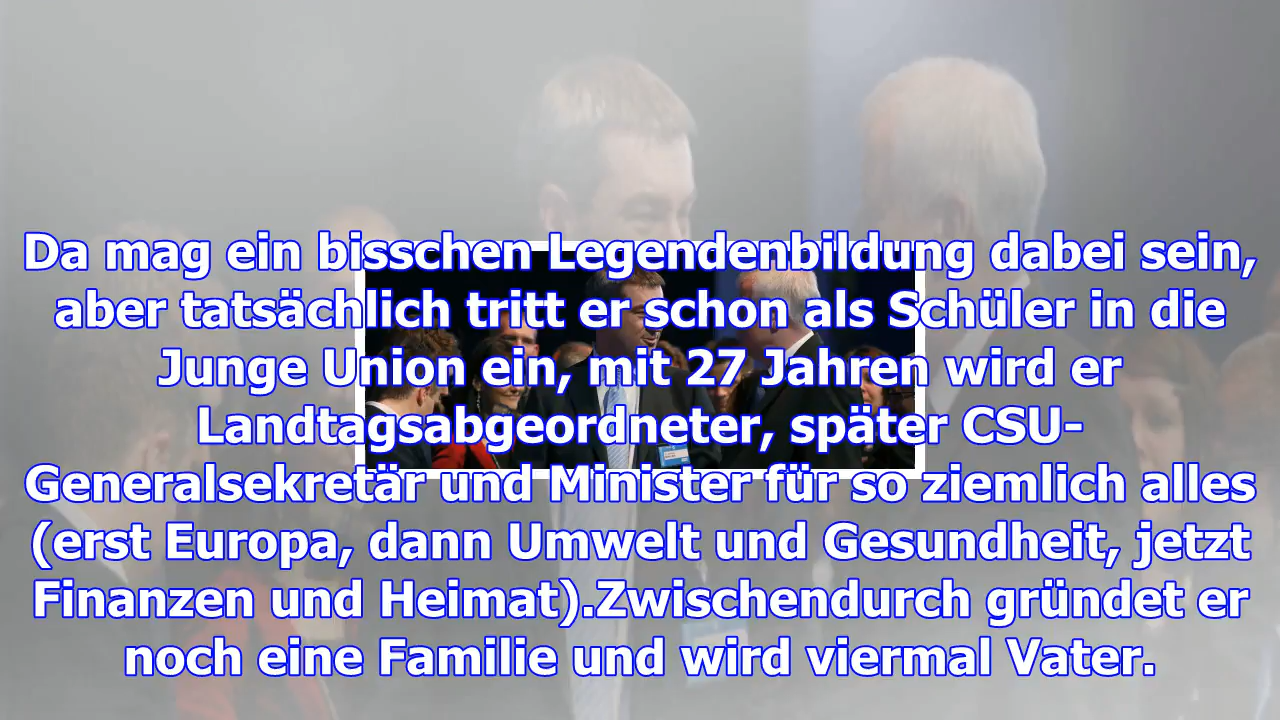 Da mag ein bisschen Legendenbildung dabei sein,
aber tatsächlich tritt er schon als Schüler in die
Junge Union ein, mit 27 Jahren wird er
Landtagsabgeordneter, später CSU-
Generalsekretär und Minister für so ziemlich alles
(erst Europa, dann Umwelt und Gesundheit, jetzt
Finanzen und Heimat).Zwischendurch gründet er
noch eine Familie und wird viermal Vater.